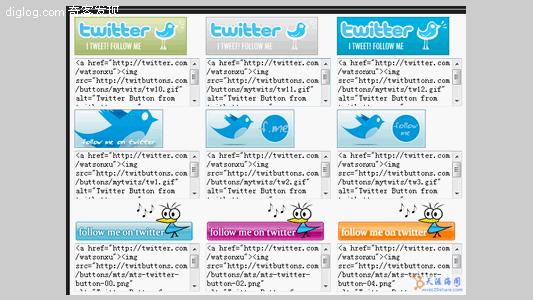 diglog.com 奇客发现
twitter
I TWEET! FOLLOW ME
twitter
I TWEET! FOLLOW ME
twitter
I TWEET! FOLLOW ME
<a href="http://twitter.com
/watsonxu"><img
src="http://twitbuttons.com
/buttons/mytwits/tw10.gif"
alt="Twitter Button from
<a href="http://twitter.com
/watsonxu"><img
src="http://twitbuttons.com
/buttons/mytwits/tw11.gif"
alt="Twitter Button from
<a href="http://twitter.com
/watsonxu"><img
src="http://twitbuttons.com
/buttons/mytwits/tw12.gif"
alt="Twitter Button from
follow me on twitter
f.me
follow
me
<a href="http://twitter.com
/watsonxu"><img
src="http://twitbuttons.com
/buttons/mytwits/tw1.gif"
alt="Twitter Button from
<a href="http://twitter.com
/watsonxu"><img
src="http://twitbuttons.com
/buttons/mytwits/tw2.gif"
alt="Twitter Button from
<a href="http://twitter.com
/watsonxu"><img
src="http://twitbuttons.com
/buttons/mytwits/tw3.gif"
alt="Twitter Button from
follow me on twitter
follow me on twitter
follow me on twitter
<a href="http://twitter.com
/watsonxu"><img
src="http://twitbuttons.com
/buttons/mts/mts-twitter-
button-00.png"
<a href="http://twitter.com
/watsonxu"><img
src="http://twitbuttons.com
/buttons/mts/mts-twitter-
button-02.png"
<a href="http://twitter.com
/watsonxu"><img
src="http://twitbuttons.com
/buttons/mts/mts-twitter-
button-04.png"
天涯海阁